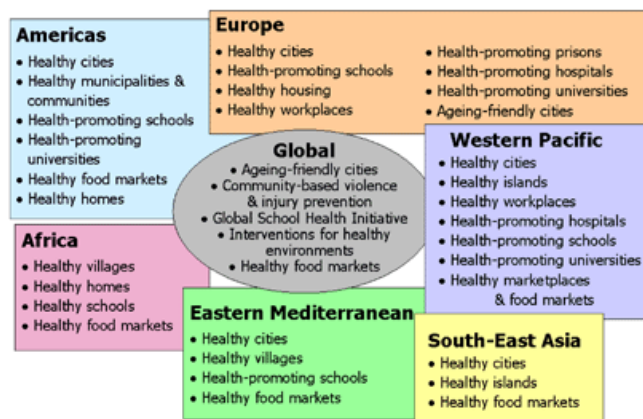 Americas
• Healthy cities
• Healthy municipalities &
communities
• Health-promoting schools
• Health-promoting
universities
• Healthy food markets
• Healthy homes
Europe
• Healthy cities
• Health-promoting schools
• Healthy housing
• Healthy workplaces
• Health-promoting prisons
• Health-promoting hospitals
• Health-promoting universities
• Ageing-friendly cities
Global
• Ageing-friendly cities
• Community-based violence
& injury prevention
• Global School Health Initiative
• Interventions for healthy
environments
• Healthy food markets
Western Pacific
• Healthy cities
• Healthy islands
• Healthy workplaces
• Health-promoting hospitals
• Health-promoting schools
• Health-promoting universities
• Healthy marketplaces
& food markets
Africa
• Healthy villages
• Healthy homes
• Healthy schools
• Healthy food markets
Eastern Mediterranean
• Healthy cities
• Healthy villages
• Health-promoting schools
• Healthy food markets
South-East Asia
• Healthy cities
• Healthy islands
• Healthy food markets